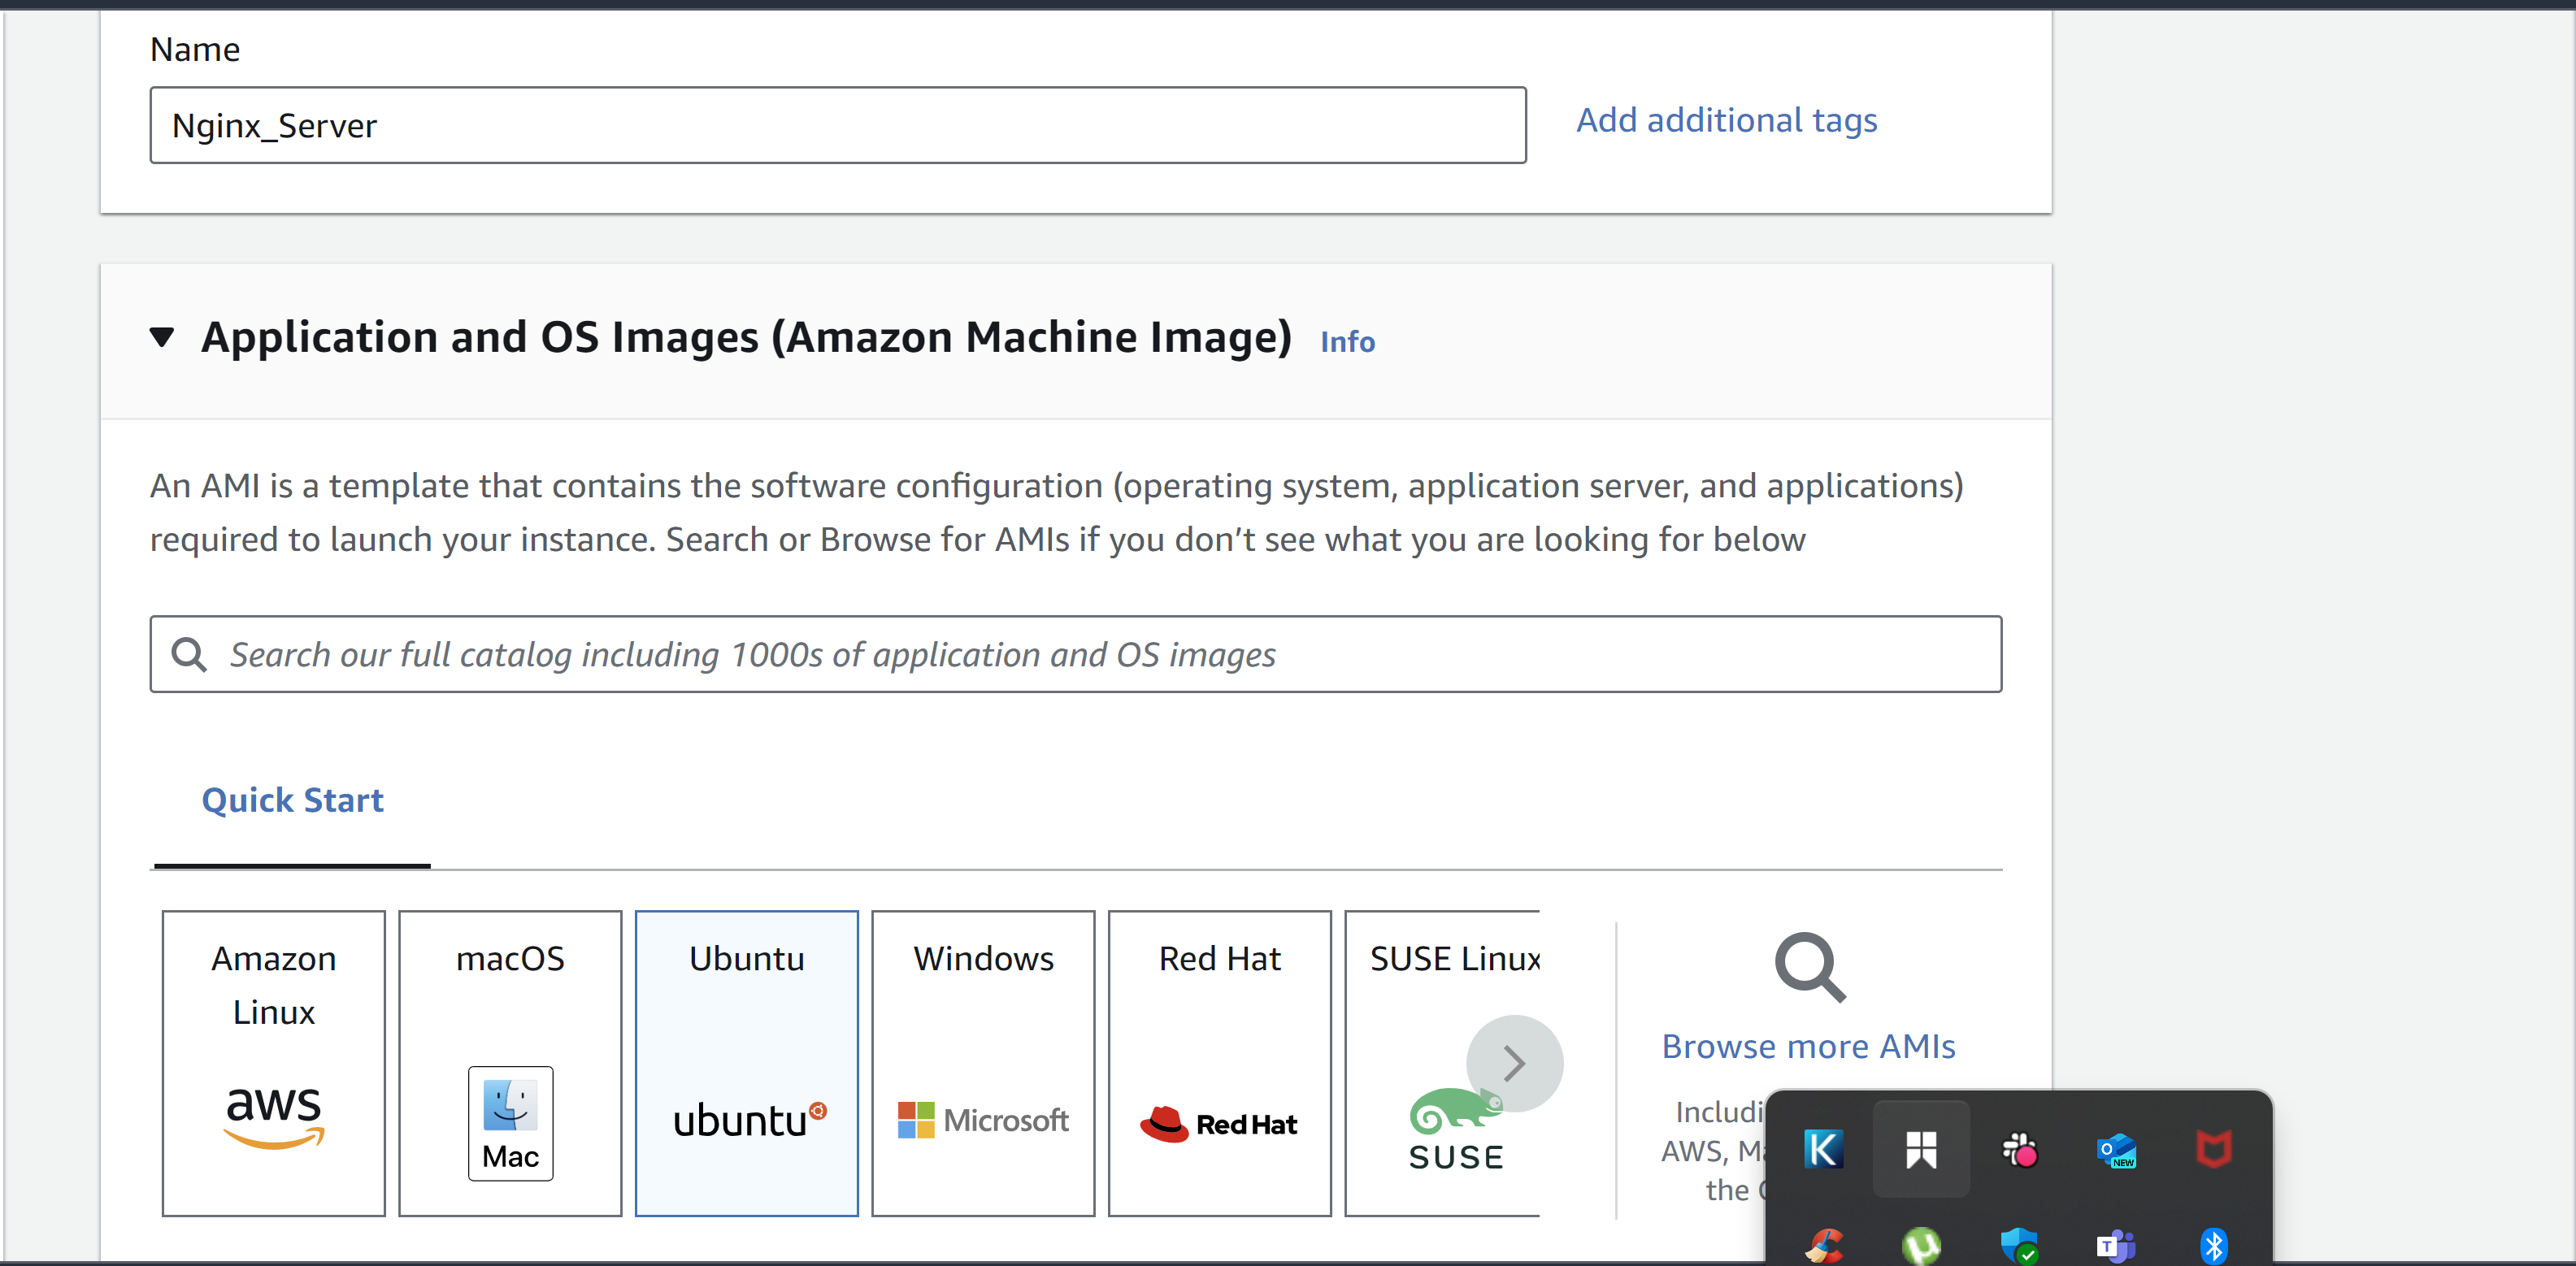 Name
Nginx_Server
Add additional tags
Application and OS Images (Amazon Machine Image) Info
An AMI is a template that contains the software configuration (operating system, application server, and applications)
required to launch your instance. Search or Browse for AMIs if you don’t see what you are looking for below
Search our full catalog including 1000s of application and OS images
Quick Start
Amazon
Linux
aws
macOS
Mac
Ubuntu
ubuntu
Windows
Microsoft
Red Hat
Red Hat
SUSE Linux
SUSE
Browse more AMIs
Includi
AWS, Ma
the
K
O
NEW
T